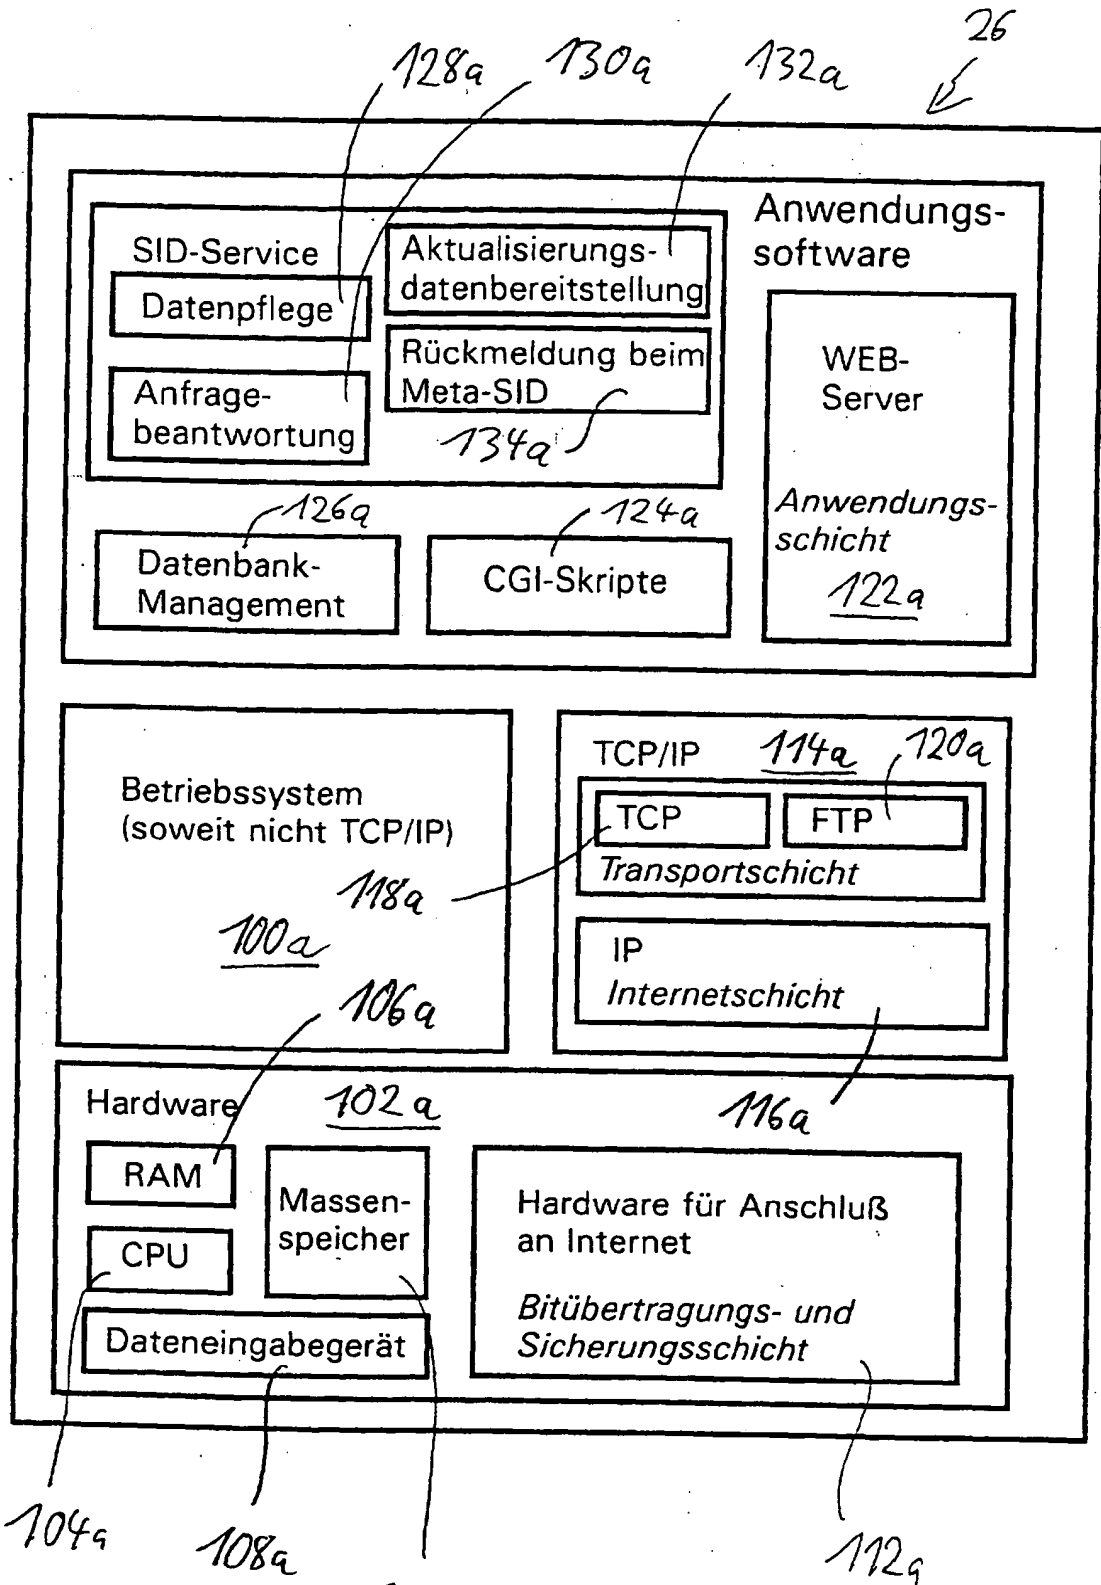 26
128a
130a
132a
Anwendungs-
software
SID-Service
Datenpflege
Anfrage-
beantwortung
Aktualisierungs-
datenbereitstellung
Rückmeldung beim
Meta-SID
134a
WEB-
Server
Anwendungs-
schicht
122a
126a
Datenbank-
Management
124a
CGI-Skripte
Betriebssystem
(soweit nicht TCP/IP)
100a
TCP/IP
114a
120a
TCP
FTP
Transportschicht
118a
IP
Internetschicht
106a
116a
Hardware
102a
RAM
CPU
Massen-
speicher
Dateneingabegerät
Hardware für Anschluß
an Internet
Bitübertragungs- und
Sicherungsschicht
104a
108a
112a